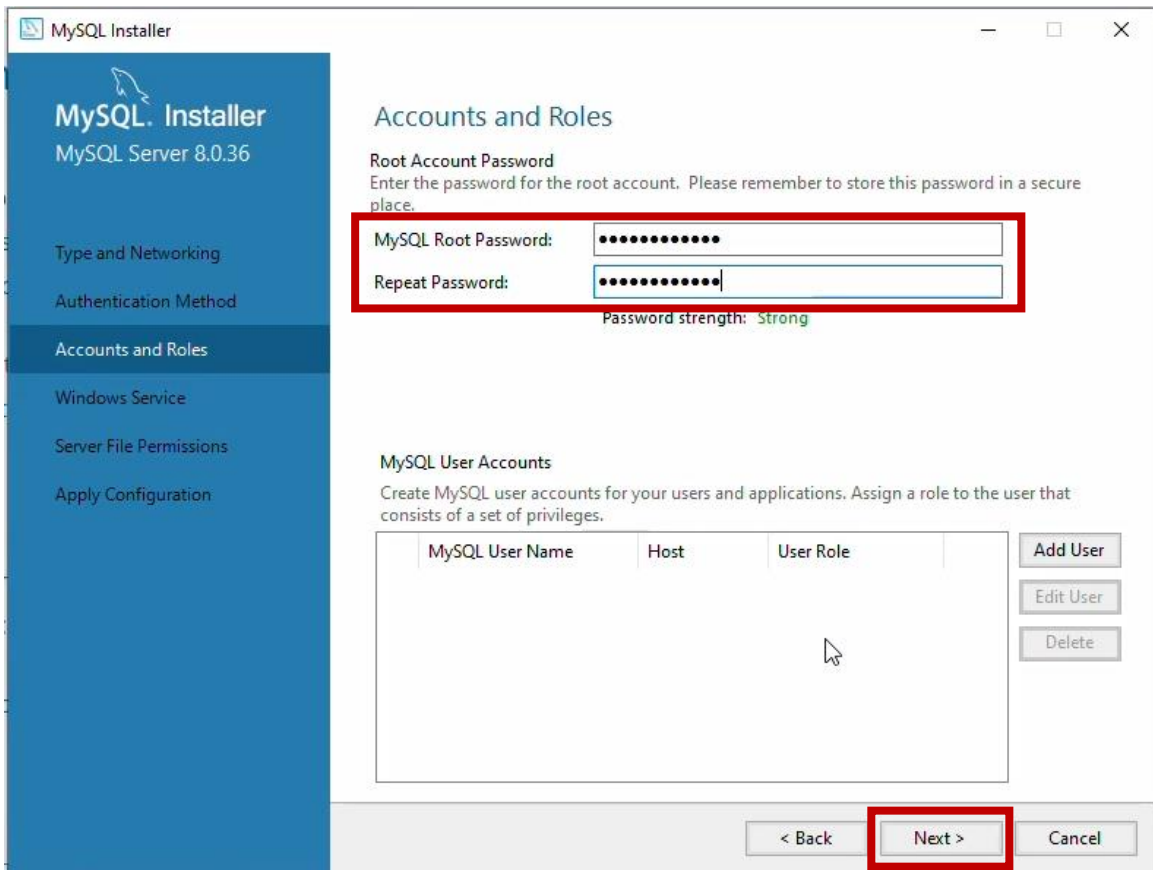 MySQL Installer
MySQL. Installer
MySQL Server 8.0.36
Type and Networking
Authentication Method
Accounts and Roles
Windows Service
Server File Permissions
Apply Configuration
Accounts and Roles
Root Account Password
Enter the password for the root account.  Please remember to store this password in a secure
place.
MySQL Root Password: ●●●●●●●●●●●●
Repeat Password: ●●●●●●●●●●●●
Password strength: Strong
MySQL User Accounts
Create MySQL user accounts for your users and applications. Assign a role to the user that
consists of a set of privileges.
MySQL User Name Host User Role
Add User
Edit User
Delete
< Back Next > Cancel